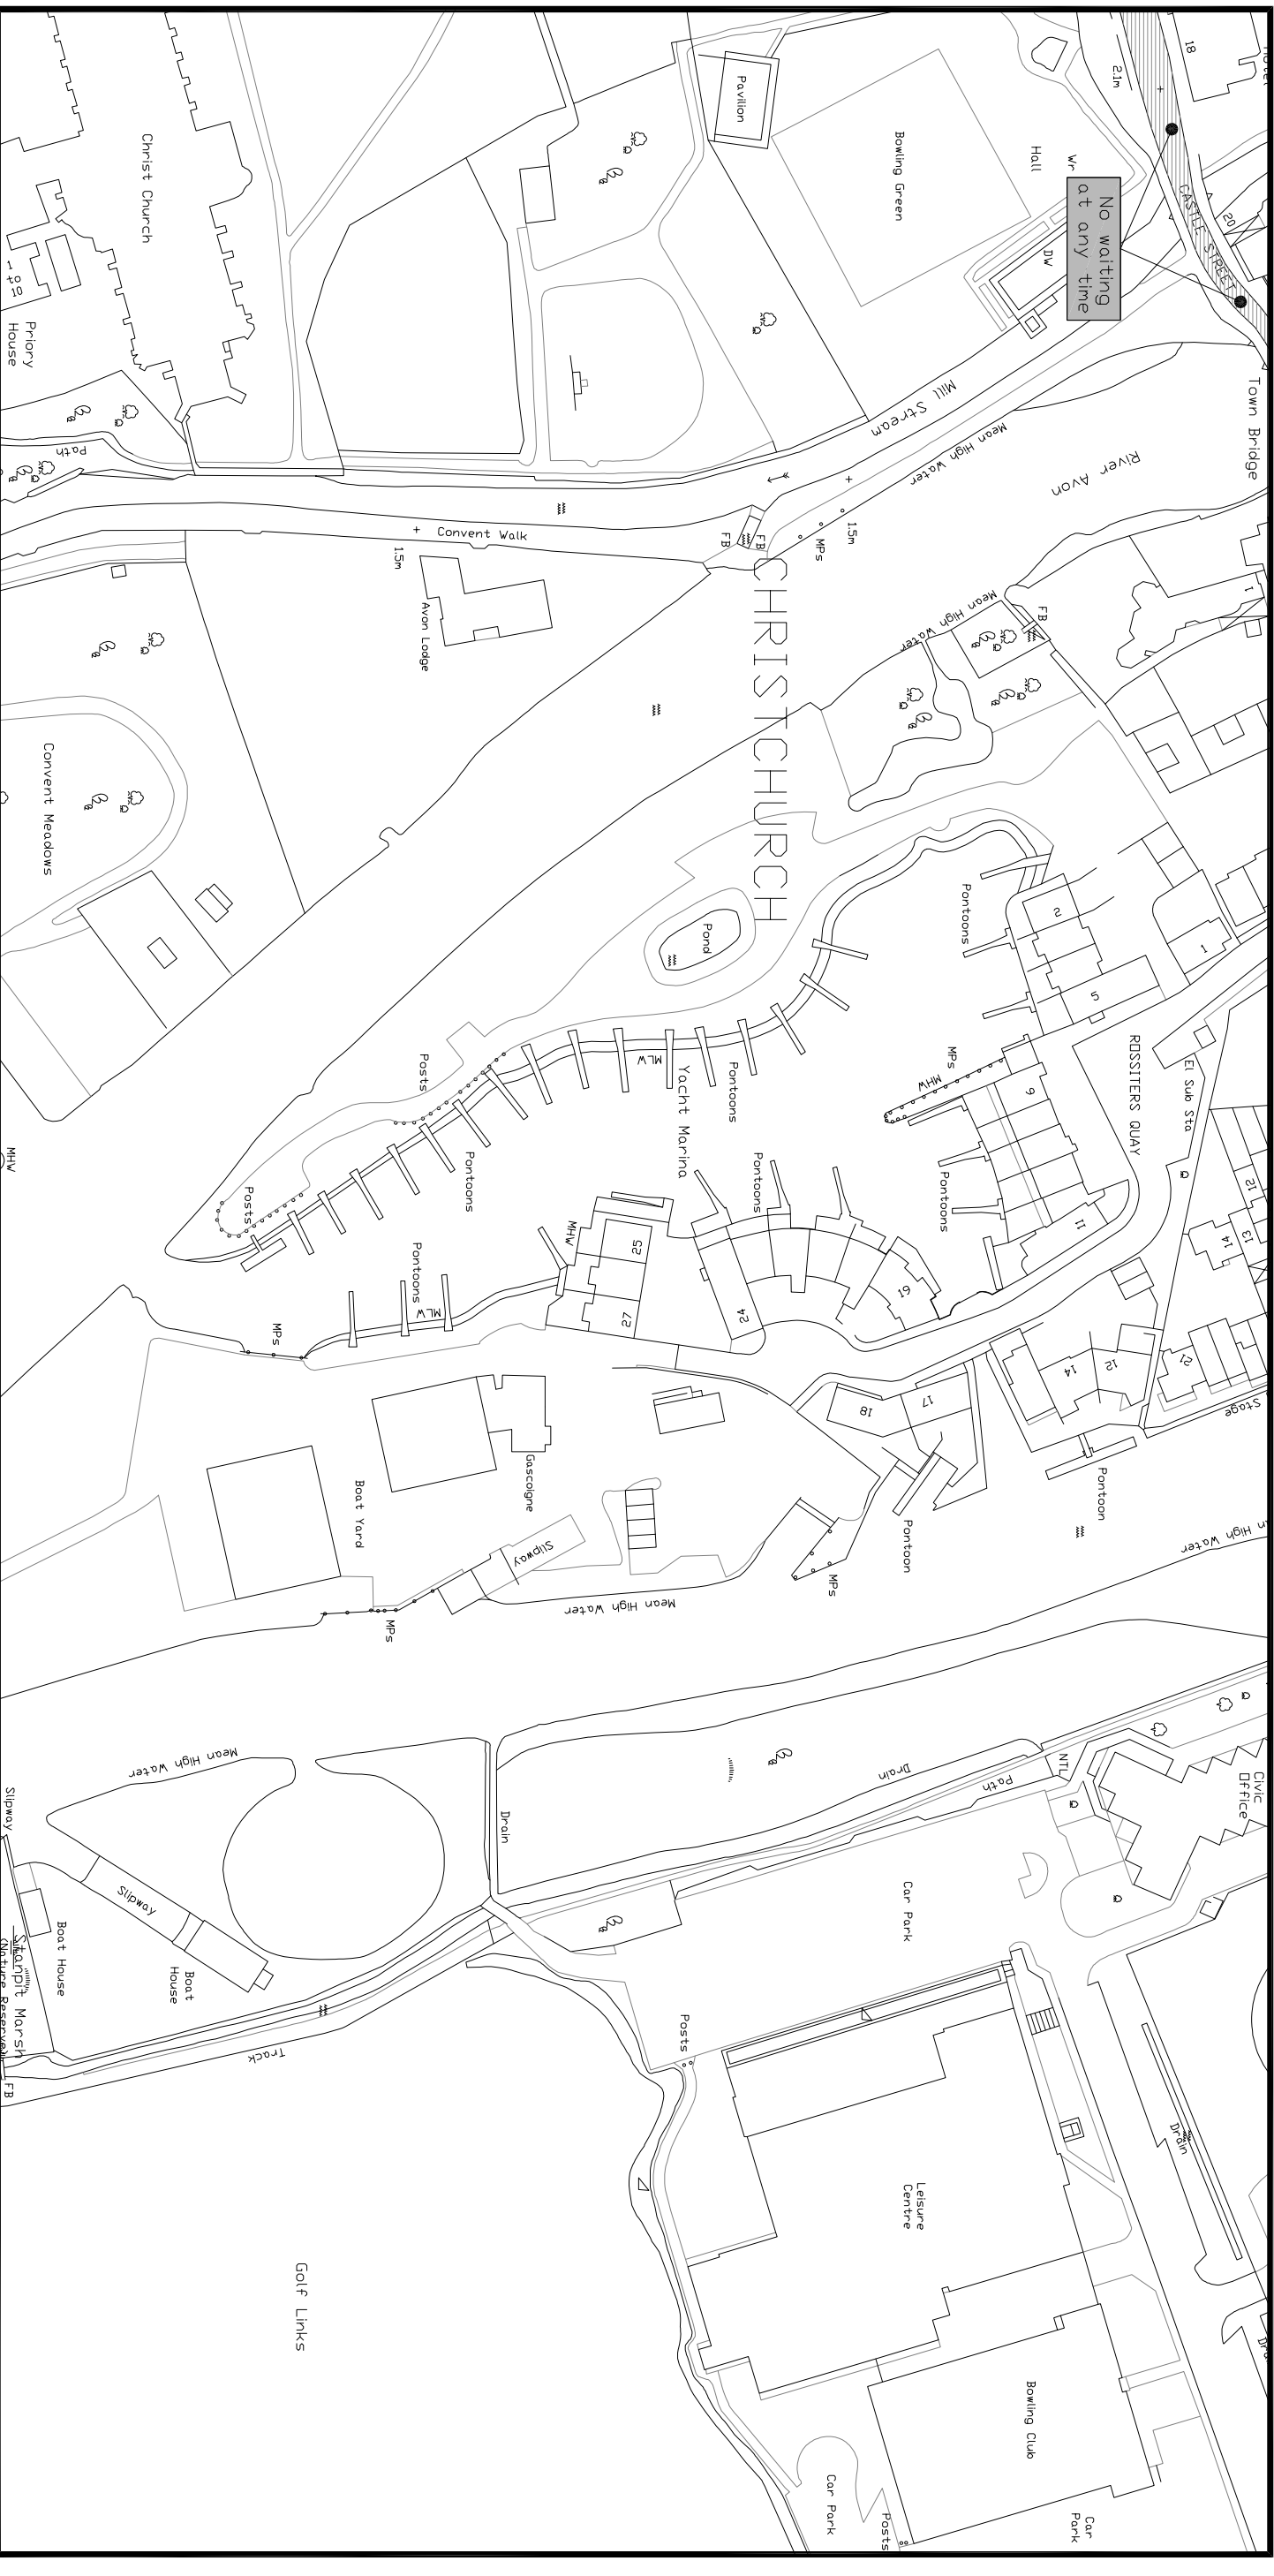 18
2.1m
CASTLE STREET
20
No waiting
at any time
Hall
DW
Pavilion
Bowling Green
Christ Church
1
to
10
Priory
House
Path
Mill Stream
Mean High Water
River Avon
Town Bridge
Convent Walk
1.5m
Avon Lodge
FB
FB
MPs
1.5m
CHRISTCHURCH
Mean High Water
FB
1
Convent Meadows
MHW
Pond
Pontoons
2
5
1
ROSSITERS QUAY
El Sub Sta
MPs
MHW
9
11
Pontoons
12
13
14
Posts
MLW
Yacht Marina
Pontoons
Pontoons
Posts
Pontoons
MHW
25
27
24
19
Pontoons
MLW
MPs
14
12
21
Stage
18
17
Pontoon
Pontoon
Gascoigne
Boat Yard
Slipway
MPs
MPs
Mean High Water
Mean High Water
Mean High Water
Slipway
Slipway
Boat House
Boat
House
Stanpit Marsh
(Nature Reserve)
FB
Track
Drain
Drain
Path
NTL
Civic
Office
Car Park
Posts
Drain
Leisure
Centre
Golf Links
Bowling Club
Car Park
Posts
Car
Park